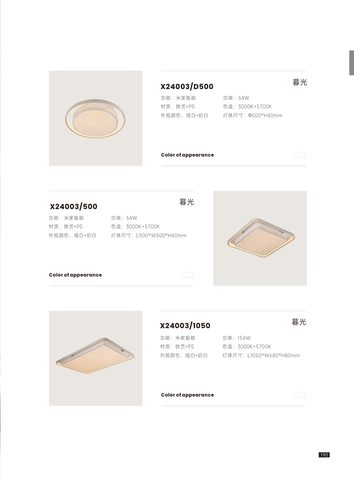 X24003/D500
暮光
功能：米家智能
功率：54W
材质：铁艺+PS
色温：3000K+5700K
外观颜色：哑白+奶白
灯体尺寸：Φ500*H80mm
Color of appearance
X24003/500
暮光
功能：米家智能
功率：54W
材质：铁艺+PS
色温：3000K+5700K
外观颜色：哑白+奶白
灯体尺寸：L500*W500*H80mm
Color of appearance
X24003/1050
暮光
功能：米家智能
功率：154W
材质：铁艺+PS
色温：3000K+5700K
外观颜色：哑白+奶白
灯体尺寸：L1050*W680*H80mm
Color of appearance